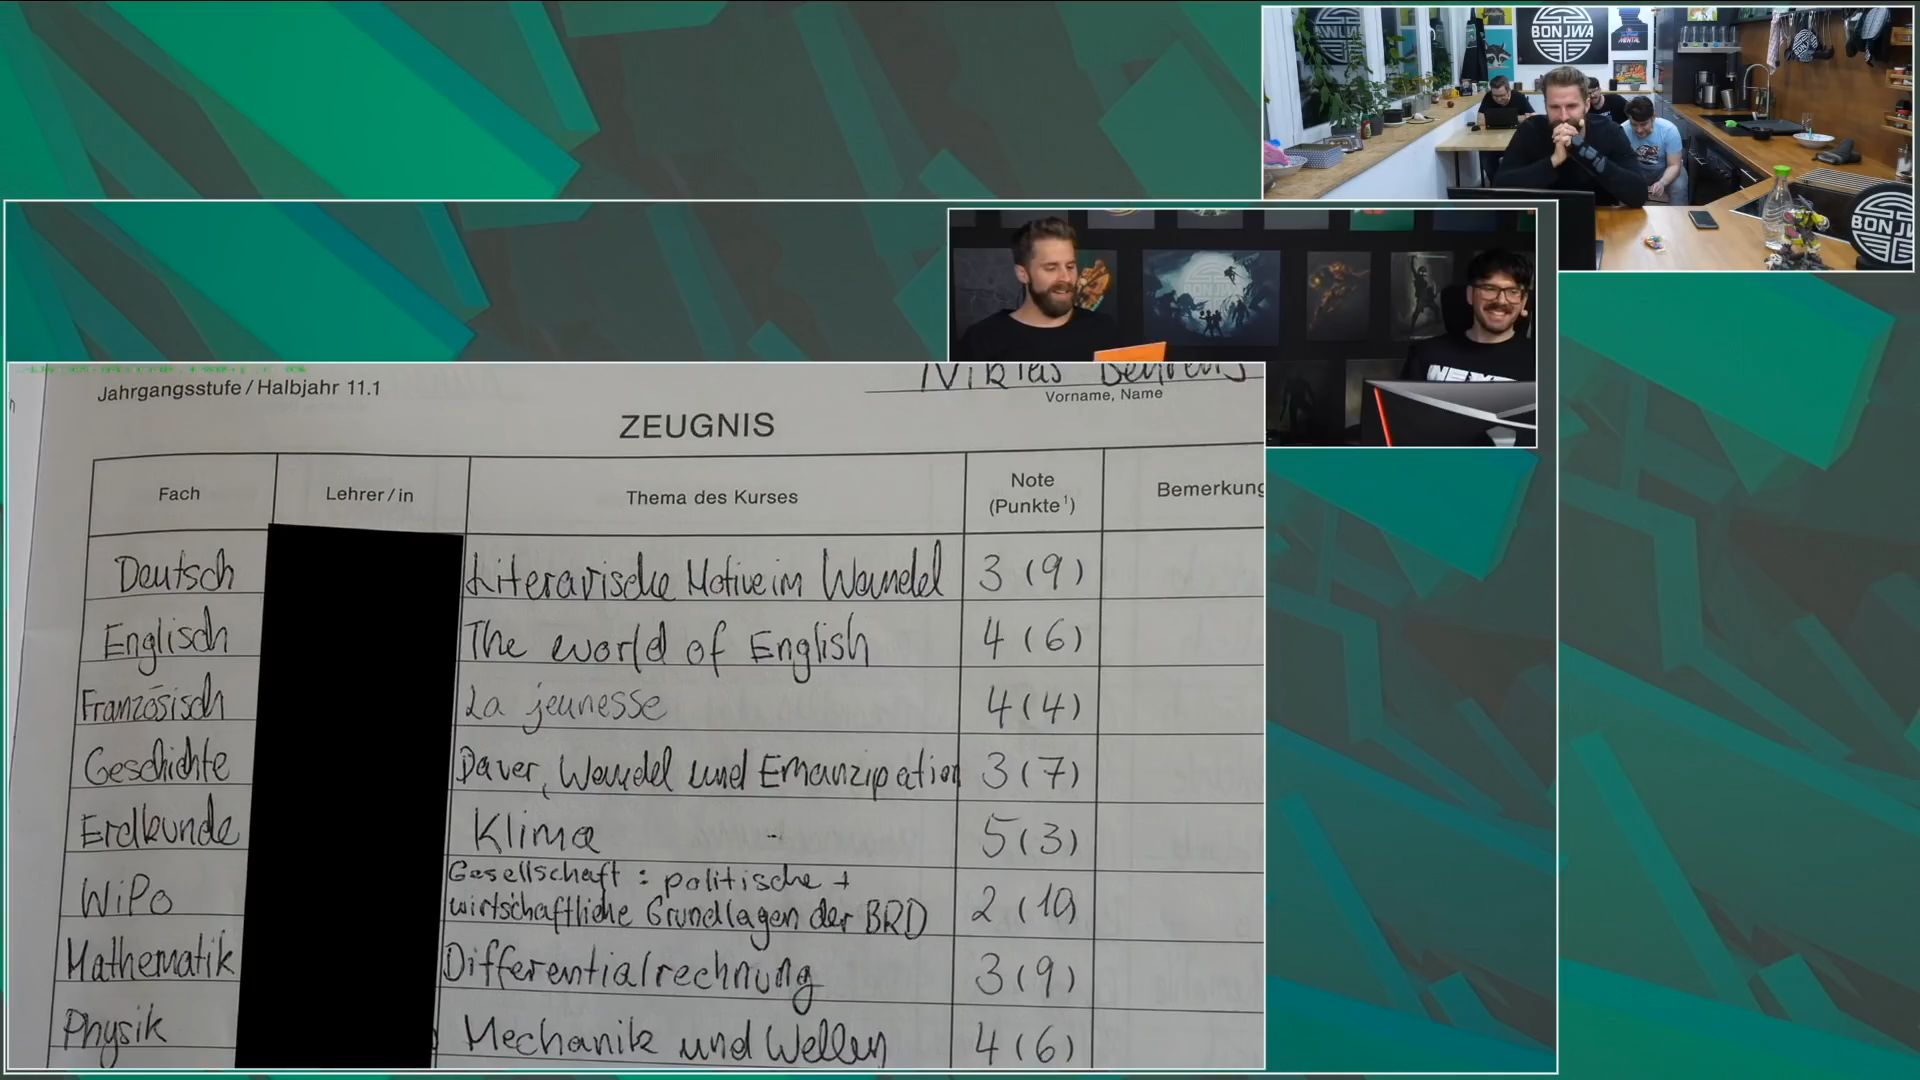 BONJWA
BONJW
Jahrgangsstufe / Halbjahr 11.1
Niklas Behrens
Vorname, Name
ZEUGNIS
Fach Lehrer/in Thema des Kurses Note (Punkte¹) Bemerkung
Deutsch Literarische Motive im Wandel 3 (9)
Englisch The world of English 4 (6)
Französisch La jeunesse 4 (4)
Geschichte Dauer, Wandel und Emanzipation 3 (7)
Erdkunde Klima 5 (3)
WiPo Gesellschaft: politische + wirtschaftliche Grundlagen der BRD 2 (10)
Mathematik Differentialrechnung 3 (9)
Physik Mechanik und Wellen 4 (6)